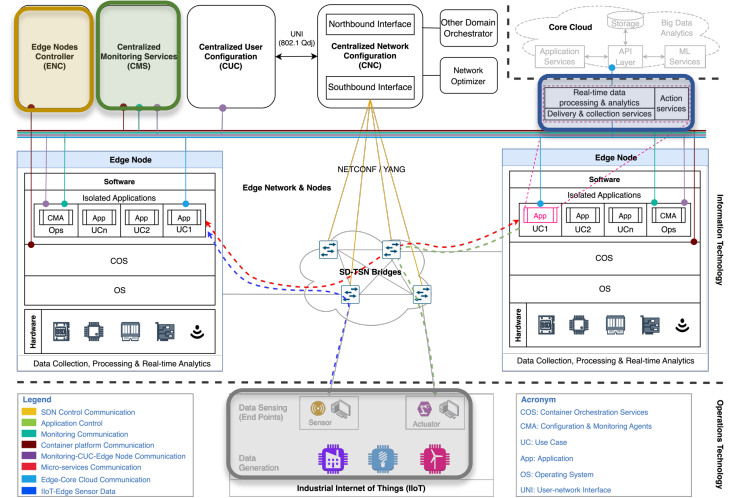 Edge Nodes
Controller
(ENC)
Centralized
Monitoring Services
(CMS)
Centralized User
Configuration
(CUC)
UNI
(802.1 Qdj)
Northbound Interface
Centralized Network
Configuration
(CNC)
Southbound Interface
Other Domain
Orchestrator
Network
Optimizer
Core Cloud
Storage
Big Data
Analytics
Application
Services
API
Layer
ML
Services
Real-time data
processing & analytics
Delivery & collection services
Action
services
NETCONF / YANG
Edge Network & Nodes
SD-TSN Bridges
Edge Node
Software
Isolated Applications
CMA
Ops
App
UCn
App
UC2
App
UC1
COS
OS
Hardware
Data Collection, Processing & Real-time Analytics
Edge Node
Software
Isolated Applications
App
UC1
App
UC2
App
UCn
CMA
Ops
COS
OS
Hardware
Data Collection, Processing & Real-time Analytics
Information Technology
Operations Technology
Legend
SDN Control Communication
Application Control
Monitoring Communication
Container platform Communication
Monitoring-CUC-Edge Node Communication
Micro-services Communication
Edge-Core Cloud Communication
IIoT-Edge Sensor Data
Data Sensing
(End Points)
Sensor
Actuator
Data
Generation
Industrial Internet of Things (IIoT)
Acronym
COS: Container Orchestration Services
CMA: Configuration & Monitoring Agents
UC: Use Case
App: Application
OS: Operating System
UNI: User-network Interface